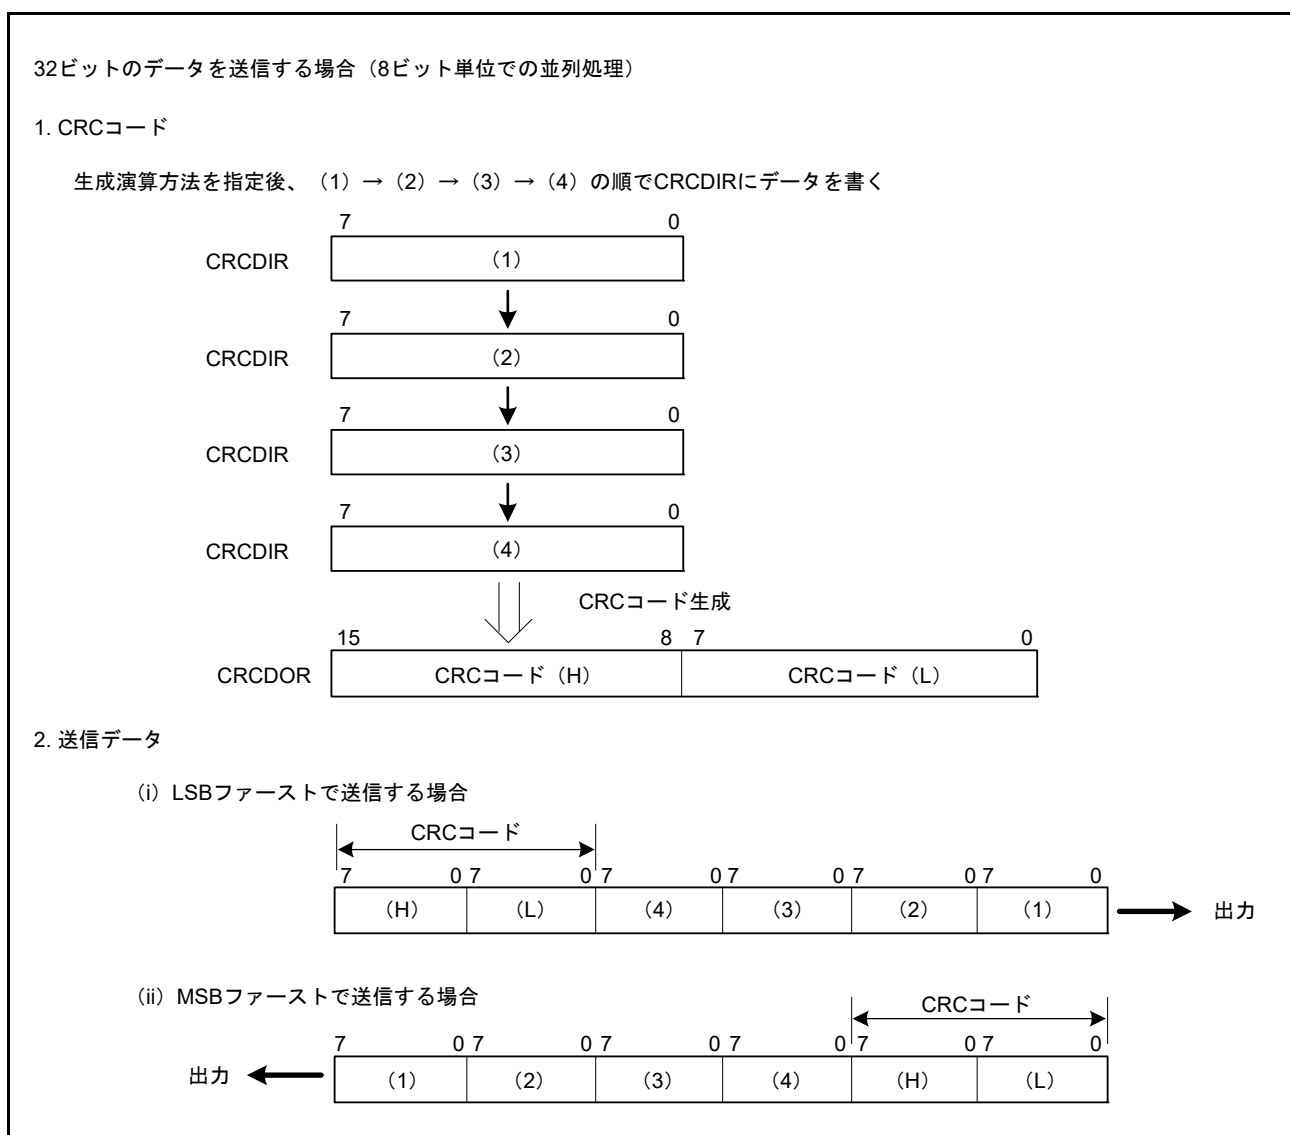 32ビットのデータを送信する場合（8ビット単位での並列処理）
1. CRCコード
生成演算方法を指定後、（1）→（2）→（3）→（4）の順でCRCDIRにデータを書く
7 0
CRCDIR （1）
7 0
CRCDIR （2）
7 0
CRCDIR （3）
7 0
CRCDIR （4）
CRCコード生成
15 8 7 0
CRCDOR CRCコード（H） CRCコード（L）
2. 送信データ
（i）LSBファーストで送信する場合
CRCコード
7 0 7 0 7 0 7 0 7 0 7 0
（H） （L） （4） （3） （2） （1） 出力
（ii）MSBファーストで送信する場合
CRCコード
7 0 7 0 7 0 7 0 7 0 7 0
出力 （1） （2） （3） （4） （H） （L）